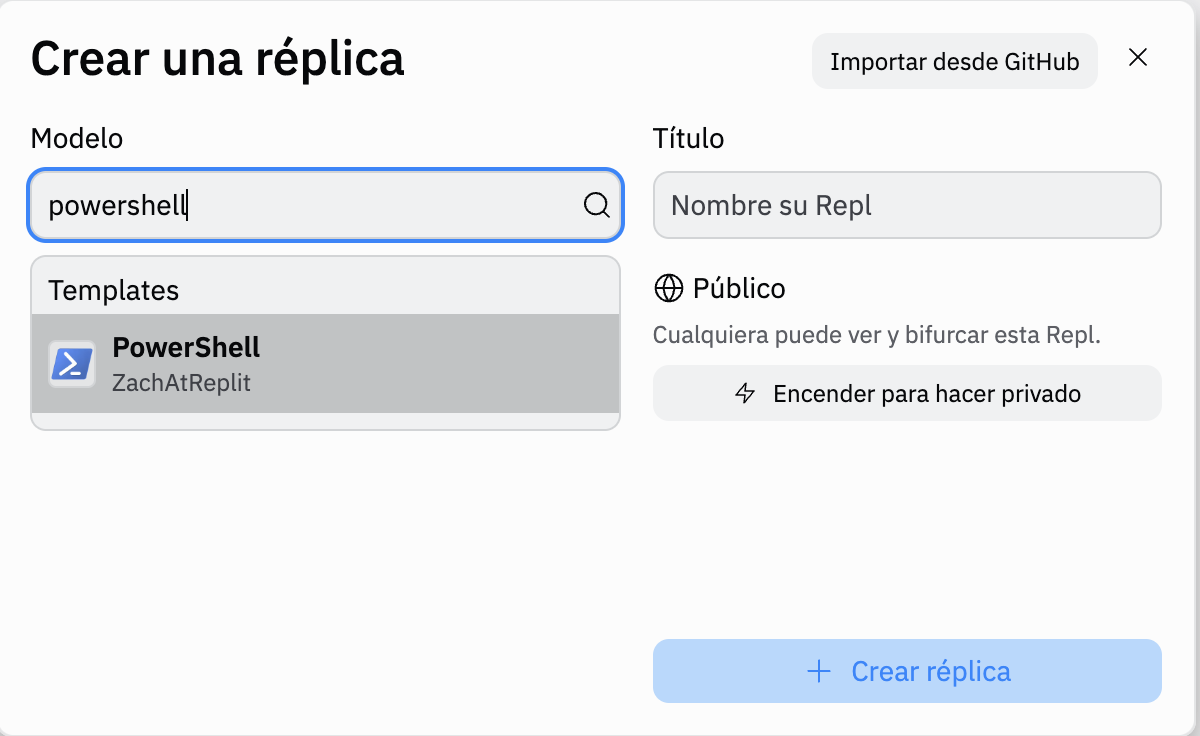 Crear una réplica
Importar desde GitHub
Modelo
powershell
Templates
PowerShell
ZachAtReplit
Título
Nombre su Repl
Público
Cualquiera puede ver y bifurcar esta Repl.
Encender para hacer privado
Crear réplica